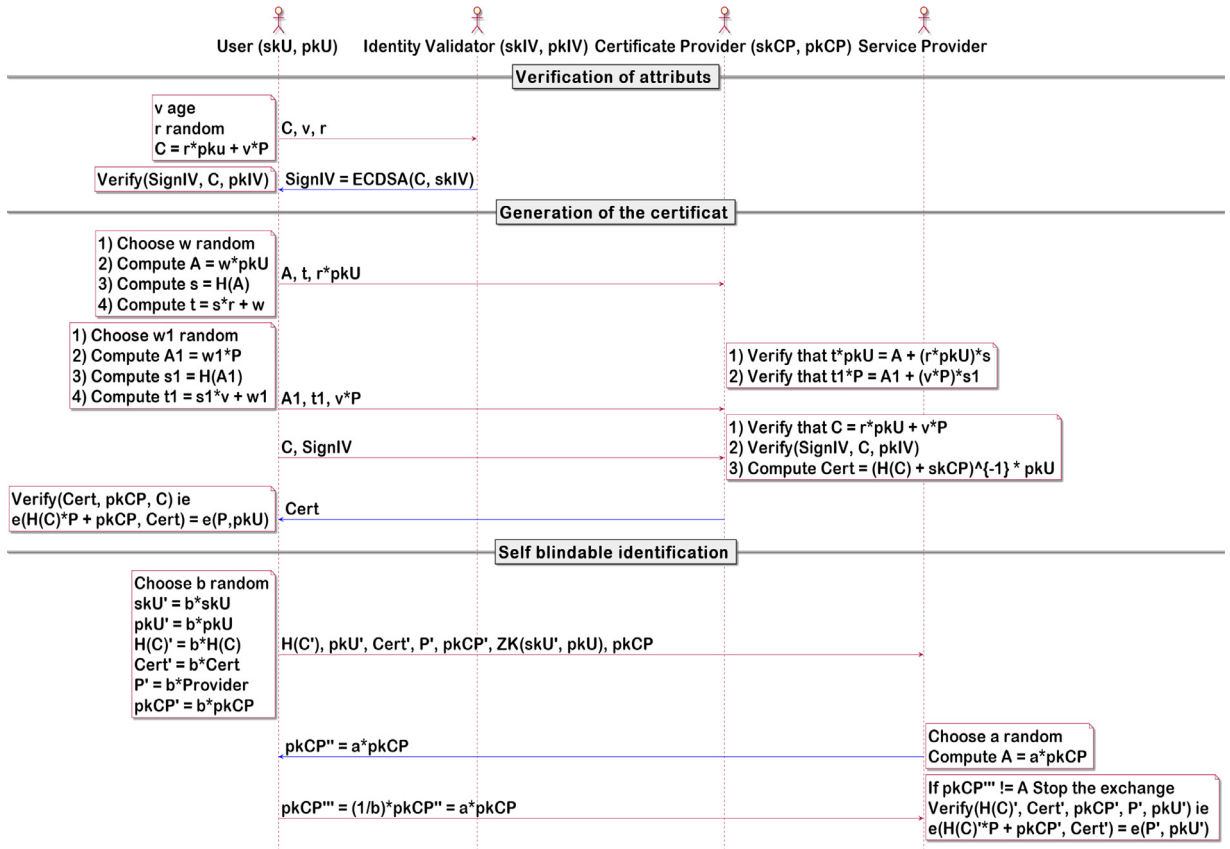 User (skU, pkU) Identity Validator (skIV, pkIV) Certificate Provider (skCP, pkCP) Service Provider
Verification of attributs
v age
r random
C = r*pku + v*P
C, v, r
Verify(SignIV, C, pkIV)
SignIV = ECDSA(C, skIV)
Generation of the certificat
1) Choose w random
2) Compute A = w*pkU
3) Compute s = H(A)
4) Compute t = s*r + w
A, t, r*pkU
1) Choose w1 random
2) Compute A1 = w1*P
3) Compute s1 = H(A1)
4) Compute t1 = s1*v + w1
A1, t1, v*P
1) Verify that t*pkU = A + (r*pkU)*s
2) Verify that t1*P = A1 + (v*P)*s1
C, SignIV
1) Verify that C = r*pkU + v*P
2) Verify(SignIV, C, pkIV)
3) Compute Cert = (H(C) + skCP)^{-1} * pkU
Verify(Cert, pkCP, C) ie
e(H(C)*P + pkCP, Cert) = e(P,pkU)
Cert
Self blindable identification
Choose b random
skU' = b*skU
pkU' = b*pkU
H(C)' = b*H(C)
Cert' = b*Cert
P' = b*Provider
pkCP' = b*pkCP
H(C'), pkU', Cert', P', pkCP', ZK(skU', pkU), pkCP
Choose a random
Compute A = a*pkCP
pkCP'' = a*pkCP
pkCP''' = (1/b)*pkCP'' = a*pkCP
If pkCP''' != A Stop the exchange
Verify(H(C)', Cert', pkCP', P', pkU') ie
e(H(C)'*P + pkCP', Cert') = e(P', pkU')